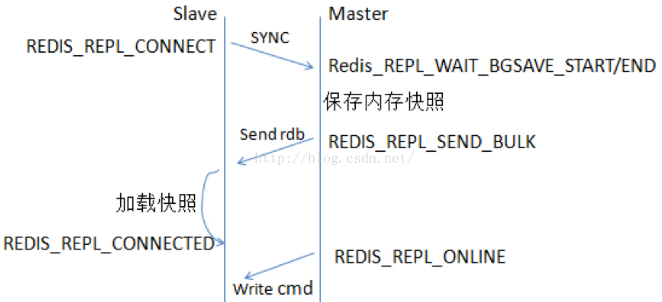 Slave Master
REDIS_REPL_CONNECT SYNC
Redis_REPL_WAIT_BGSAVE_START/END
保存内存快照
Send rdb REDIS_REPL_SEND_BULK
http://blog.csdn.net/
加载快照
REDIS_REPL_CONNECTED
REDIS_REPL_ONLINE
Write cmd